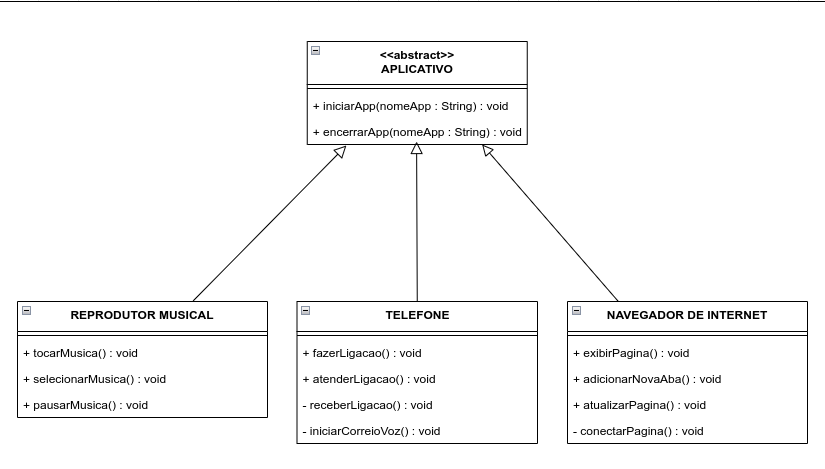 <<abstract>>
APLICATIVO
+ iniciarApp(nomeApp : String) : void
+ encerrarApp(nomeApp : String) : void
REPRODUTOR MUSICAL
+ tocarMusica() : void
+ selecionarMusica() : void
+ pausarMusica() : void
TELEFONE
+ fazerLigacao() : void
+ atenderLigacao() : void
- receberLigacao() : void
- iniciarCorreioVoz() : void
NAVEGADOR DE INTERNET
+ exibirPagina() : void
+ adicionarNovaAba() : void
+ atualizarPagina() : void
- conectarPagina() : void